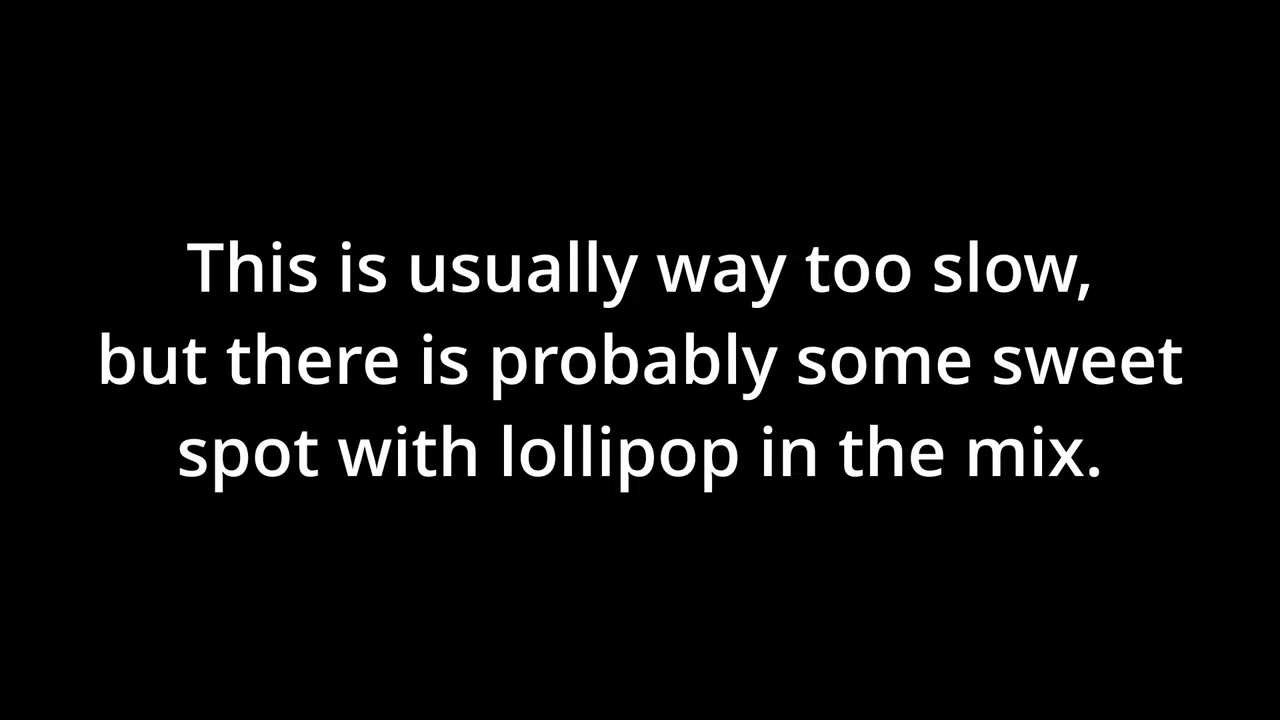 This is usually way too slow,
but there is probably some sweet
spot with lollipop in the mix.